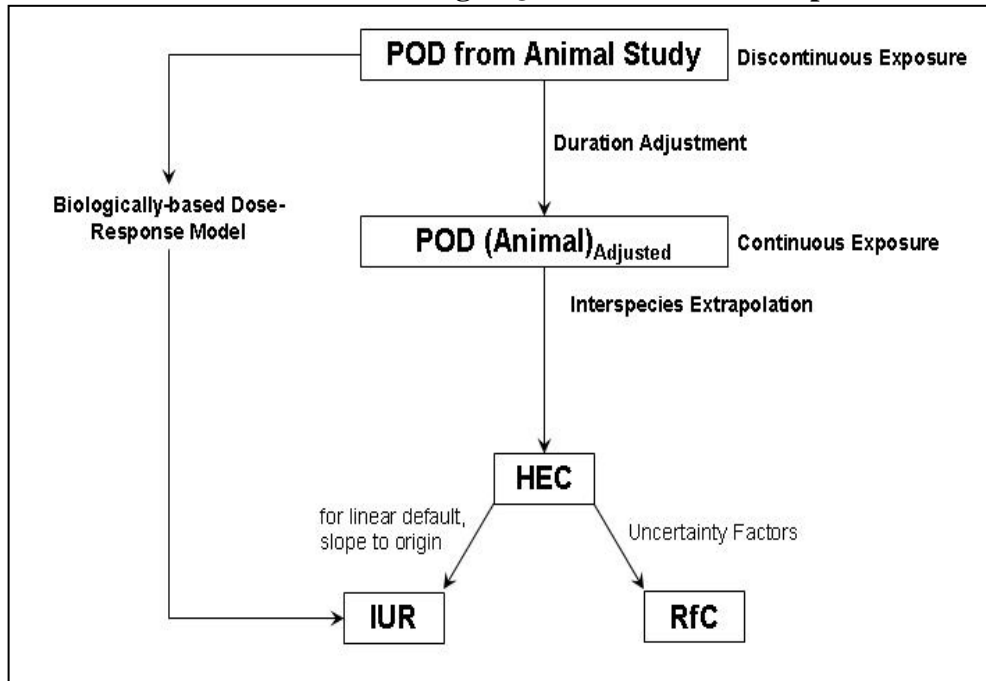 POD from Animal Study
Discontinuous Exposure
Duration Adjustment
Biologically-based Dose-
Response Model
POD (Animal)Adjusted
Continuous Exposure
Interspecies Extrapolation
HEC
for linear default,
slope to origin
Uncertainty Factors
IUR
RfC